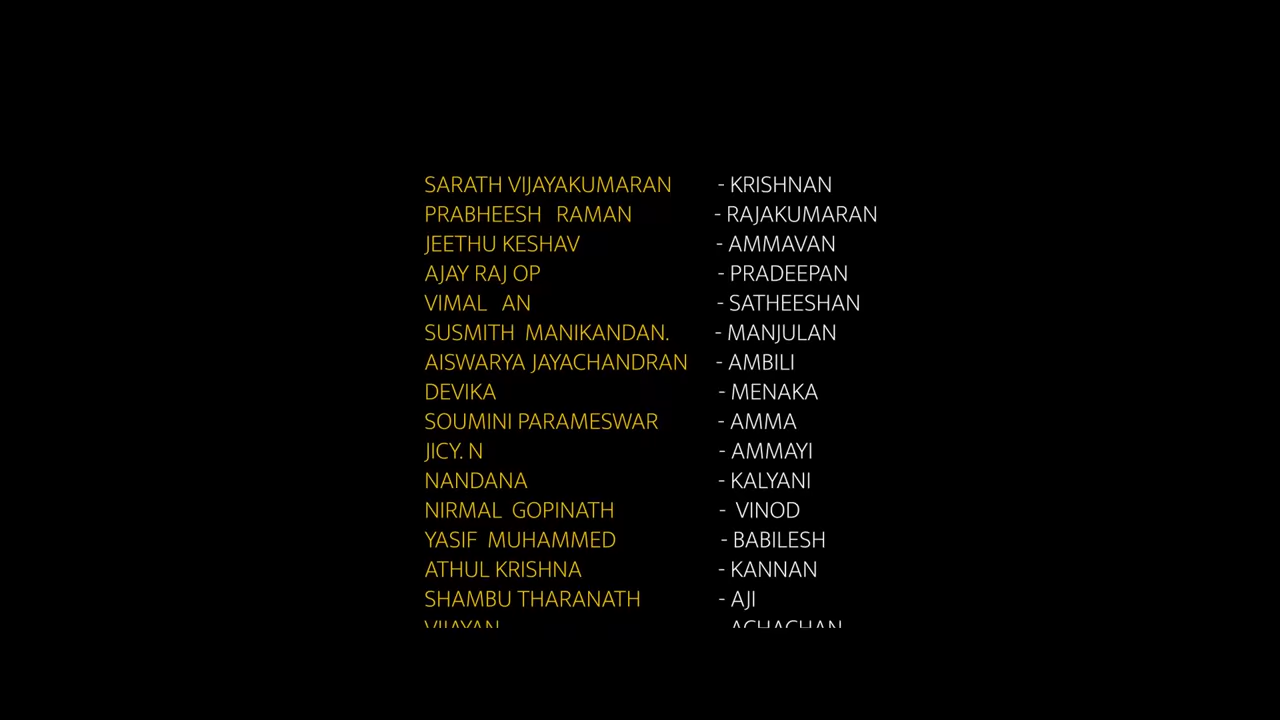 SARATH VIJAYAKUMARAN - KRISHNAN
PRABHEESH RAMAN - RAJAKUMARAN
JEETHU KESHAV - AMMAVAN
AJAY RAJ OP - PRADEEPAN
VIMAL AN - SATHEESHAN
SUSMITH MANIKANDAN. - MANJULAN
AISWARYA JAYACHANDRAN - AMBILI
DEVIKA - MENAKA
SOUMINI PARAMESWAR - AMMA
JICY. N - AMMAYI
NANDANA - KALYANI
NIRMAL GOPINATH - VINOD
YASIF MUHAMMED - BABILESH
ATHUL KRISHNA - KANNAN
SHAMBU THARANATH - AJI
VIJAYAN - ACHACHAN